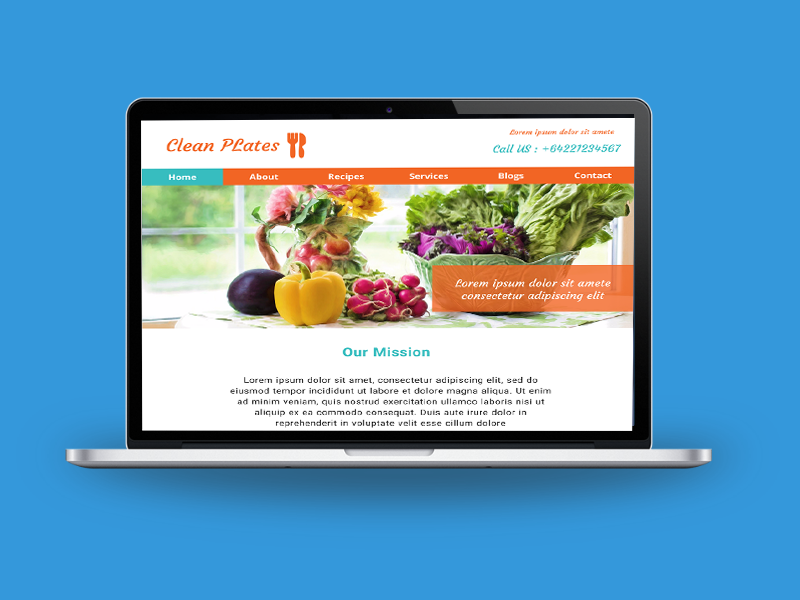 Clean PLates
Lorem ipsum dolor sit amete
Call US : +64221234567
Home About Recipes Services Blogs Contact
Lorem ipsum dolor sit amete
consectetur adipiscing elit
Our Mission
Lorem ipsum dolor sit amet, consectetur adipiscing elit, sed do
eiusmod tempor incididunt ut labore et dolore magna aliqua. Ut enim
ad minim veniam, quis nostrud exercitation ullamco laboris nisi ut
aliquip ex ea commodo consequat. Duis aute irure dolor in
reprehenderit in voluptate velit esse cillum dolore